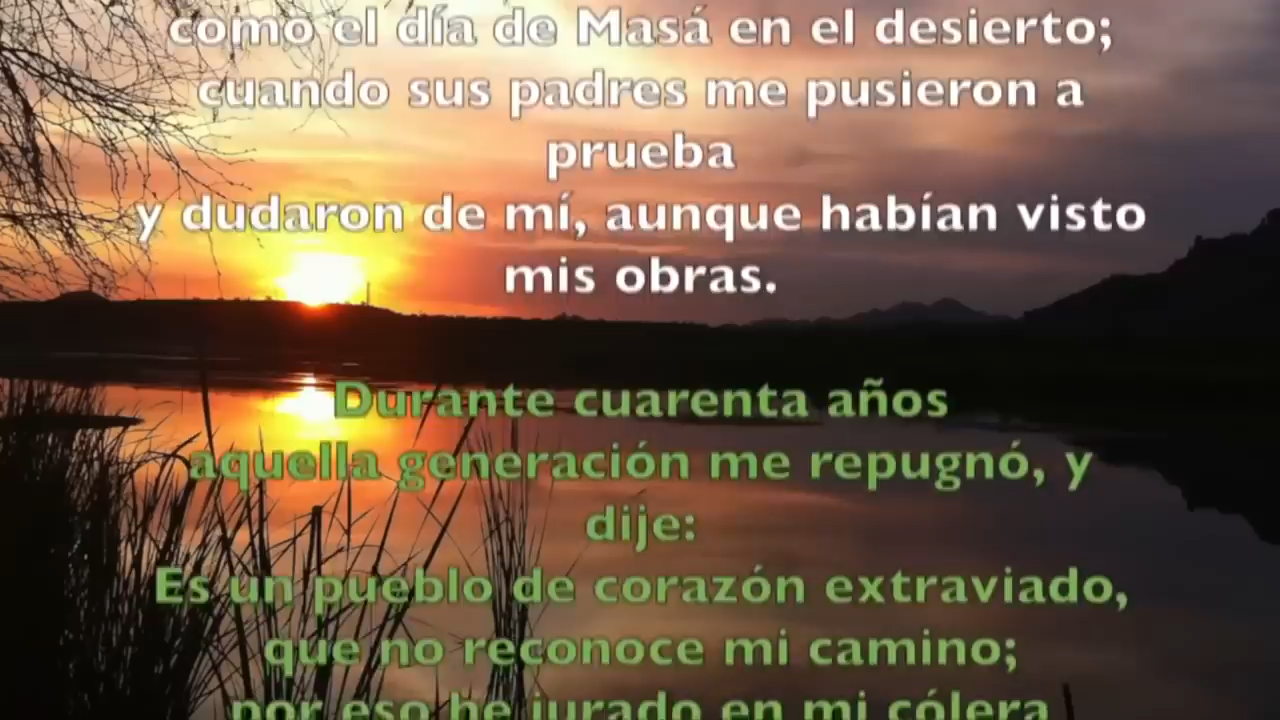 como el día de Masá en el desierto;
cuando sus padres me pusieron a
prueba
y dudaron de mí, aunque habían visto
mis obras.
Durante cuarenta años
aquella generación me repugnó, y
dije:
Es un pueblo de corazón extraviado,
que no reconoce mi camino;
por eso he jurado en mi cólera